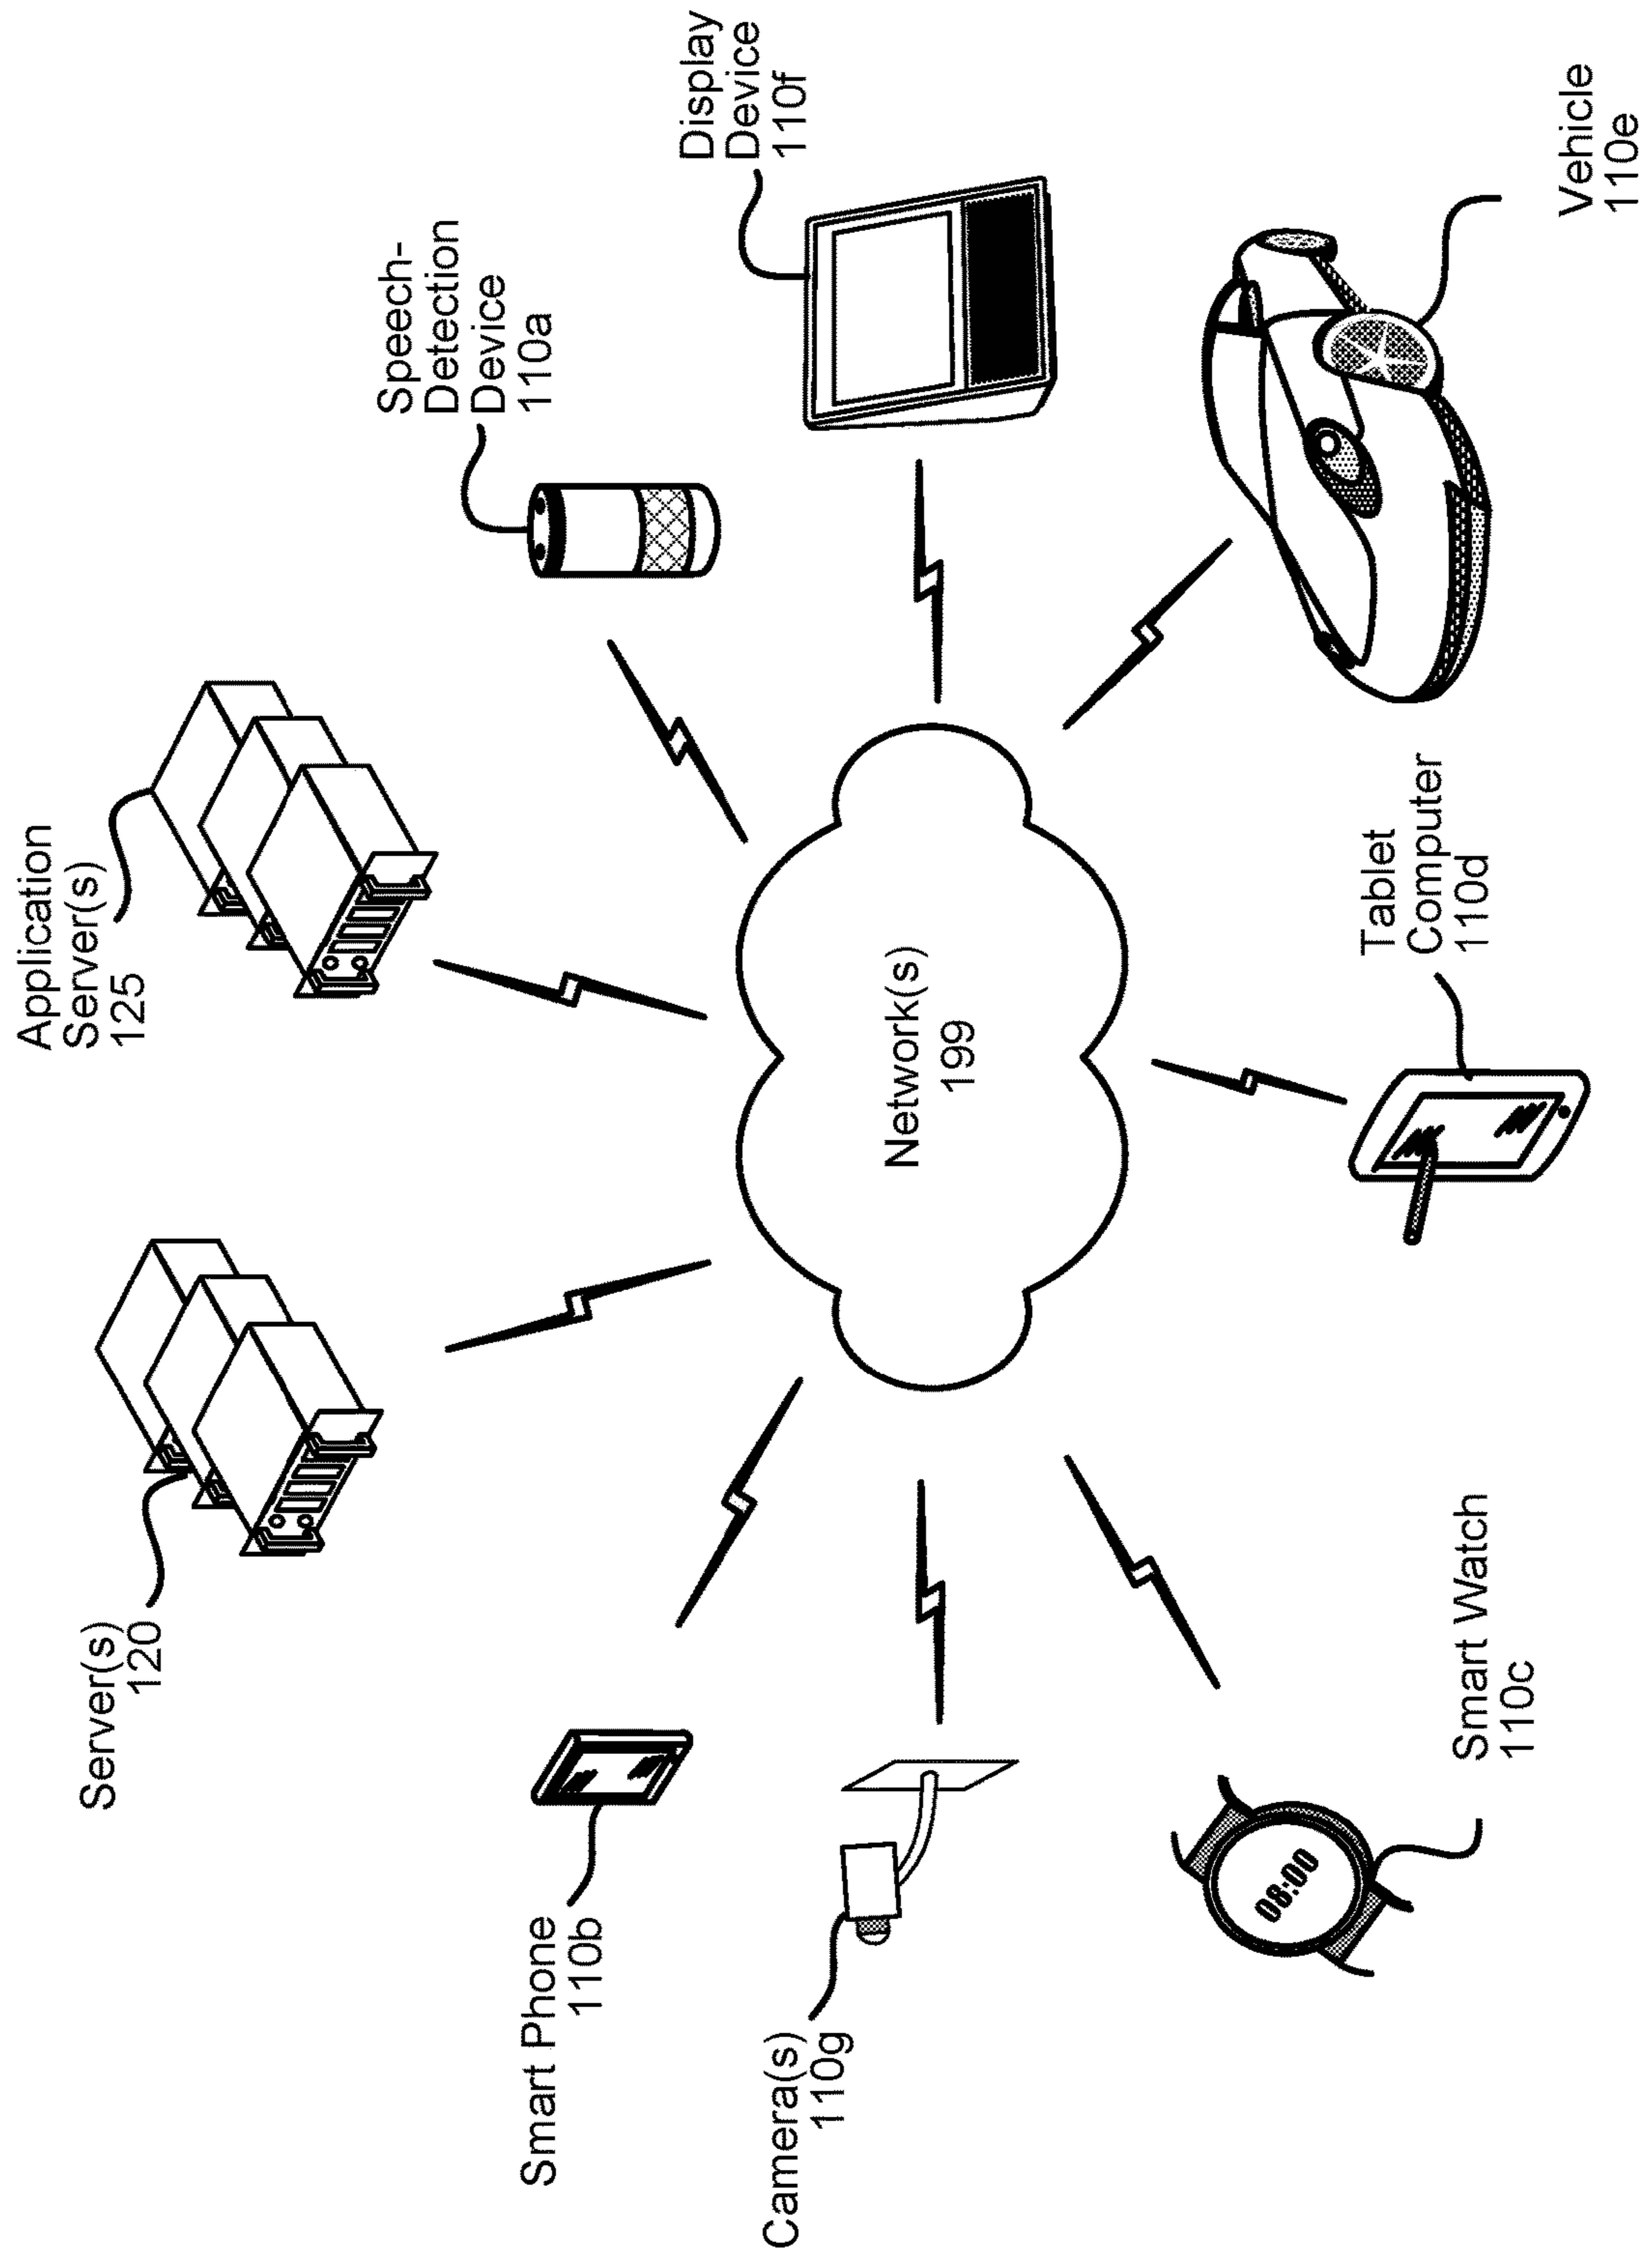 Server(s)
120
Application
Server(s)
125
Smart Phone
110b
Speech-
Detection
Device
110a
Camera(s)
110g
Network(s)
199
Display
Device
110f
08:00
Smart Watch
110c
Tablet
Computer
110d
Vehicle
110e